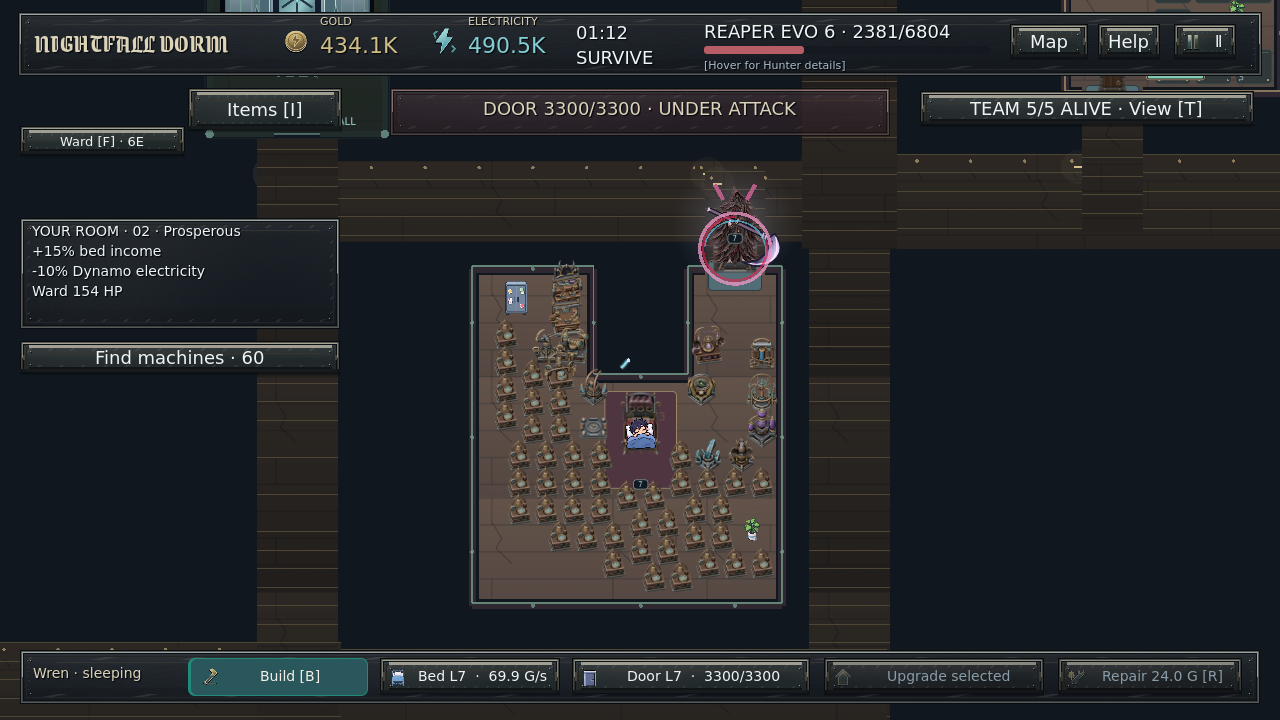 NIGHTFALL DORM
GOLD
434.1K
ELECTRICITY
490.5K
01:12
SURVIVE
REAPER EVO 6 · 2381/6804
[Hover for Hunter details]
Map
Help
II
Items [I]
DOOR 3300/3300 · UNDER ATTACK
TEAM 5/5 ALIVE · View [T]
Ward [F] · 6E
YOUR ROOM · 02 · Prosperous
+15% bed income
-10% Dynamo electricity
Ward 154 HP
Find machines · 60
7
7
Wren · sleeping
Build [B]
Bed L7 · 69.9 G/s
Door L7 · 3300/3300
Upgrade selected
Repair 24.0 G [R]